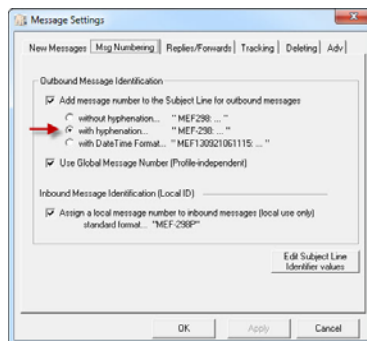 Message Settings
New Messages Msg Numbering Replies/Forwards Tracking Deleting Adv
Outbound Message Identification
Add message number to the Subject Line for outbound messages
without hyphenation... "MEF298: ... "
with hyphenation... "MEF-298: ... "
with DateTime Format... "MEF130921061115: ... "
Use Global Message Number (Profile-independent)
Inbound Message Identification (Local ID)
Assign a local message number to inbound messages (local use only)
standard format... "MEF-298P"
Edit Subject Line
Identifier values
OK Apply Cancel